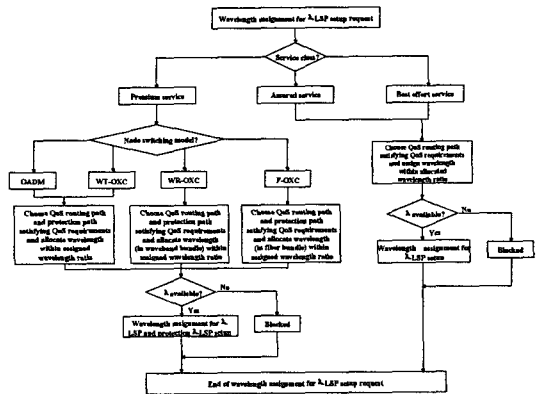 Wavelength assignment for λ-LSP setup request
Service class?
Premium service
Assured service
Best effort service
Node switching model?
OADM
WT-OXC
WR-OXC
F-OXC
Choose QoS routing path
and protection path
satisfying QoS requirements
and allocate wavelength
within assigned
wavelength ratio
Choose QoS routing path
and protection path
satisfying QoS requirements
and allocate wavelength
(in waveband bundle) within
assigned wavelength ratio
Choose QoS routing path
and protection path
satisfying QoS requirements
and allocate wavelength
(in fiber bundle) within
assigned wavelength ratio
Choose QoS routing path
satisfying QoS requirements
and assign wavelength
within allocated
wavelength ratio
λ available?
No
Yes
Wavelength assignment for
λ-LSP setup
Blocked
λ available?
No
Yes
Wavelength assignment for λ-
LSP and protection λ-LSP setup
Blocked
End of wavelength assignment for λ-LSP setup request